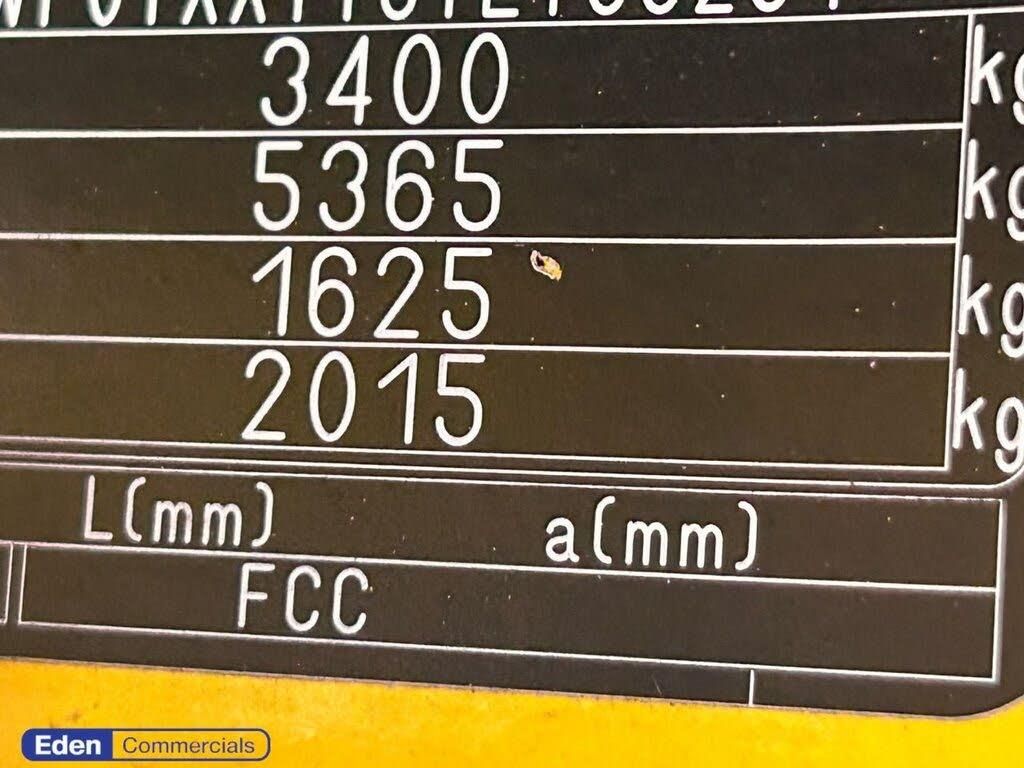 3400 kg
5365 kg
1625 kg
2015 kg
L(mm) a(mm)
FCC
Eden Commercials